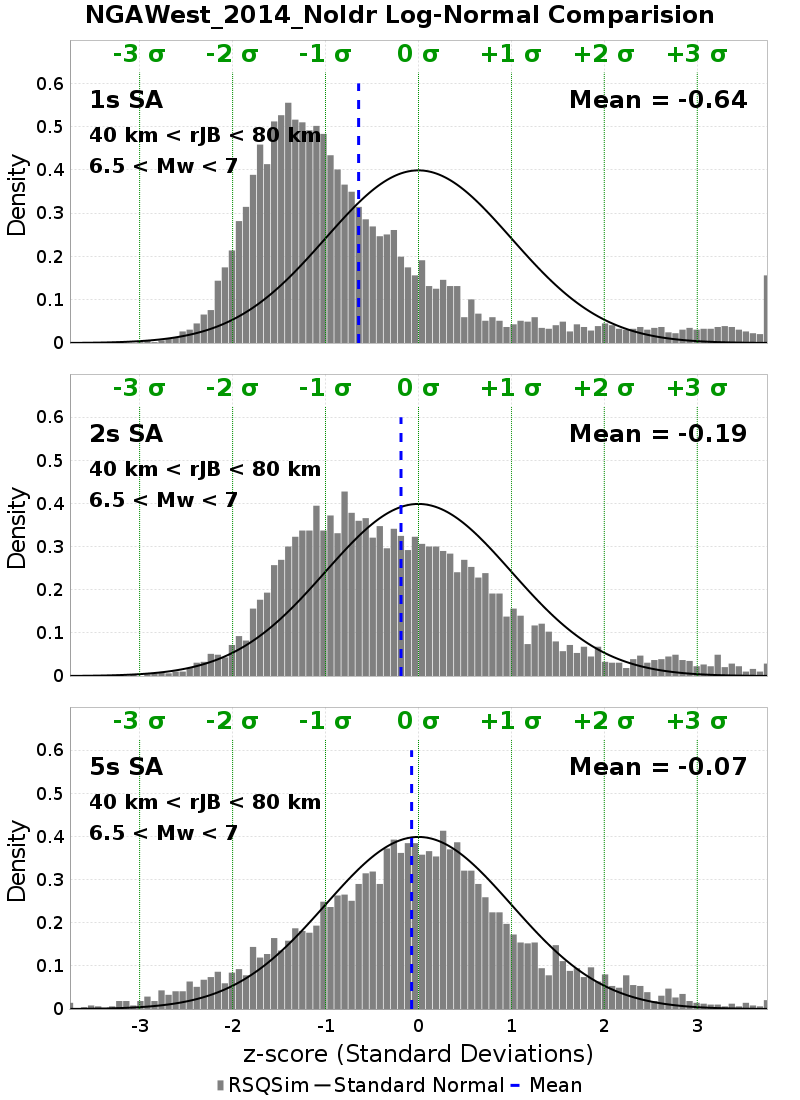 NGAWest_2014_NoIdr Log-Normal Comparision
-3 σ -2 σ -1 σ 0 σ +1 σ +2 σ +3 σ
0.6
1s SA
Mean = -0.64
0.5
40 km < rJB < 80 km
6.5 < Mw < 7
0.4
0.3
0.2
0.1
0
Density
-3 σ -2 σ -1 σ 0 σ +1 σ +2 σ +3 σ
0.6
2s SA
Mean = -0.19
0.5
40 km < rJB < 80 km
6.5 < Mw < 7
0.4
0.3
0.2
0.1
0
Density
-3 σ -2 σ -1 σ 0 σ +1 σ +2 σ +3 σ
0.6
5s SA
Mean = -0.07
0.5
40 km < rJB < 80 km
6.5 < Mw < 7
0.4
0.3
0.2
0.1
0
Density
-3 -2 -1 0 1 2 3
z-score (Standard Deviations)
RSQSim Standard Normal Mean